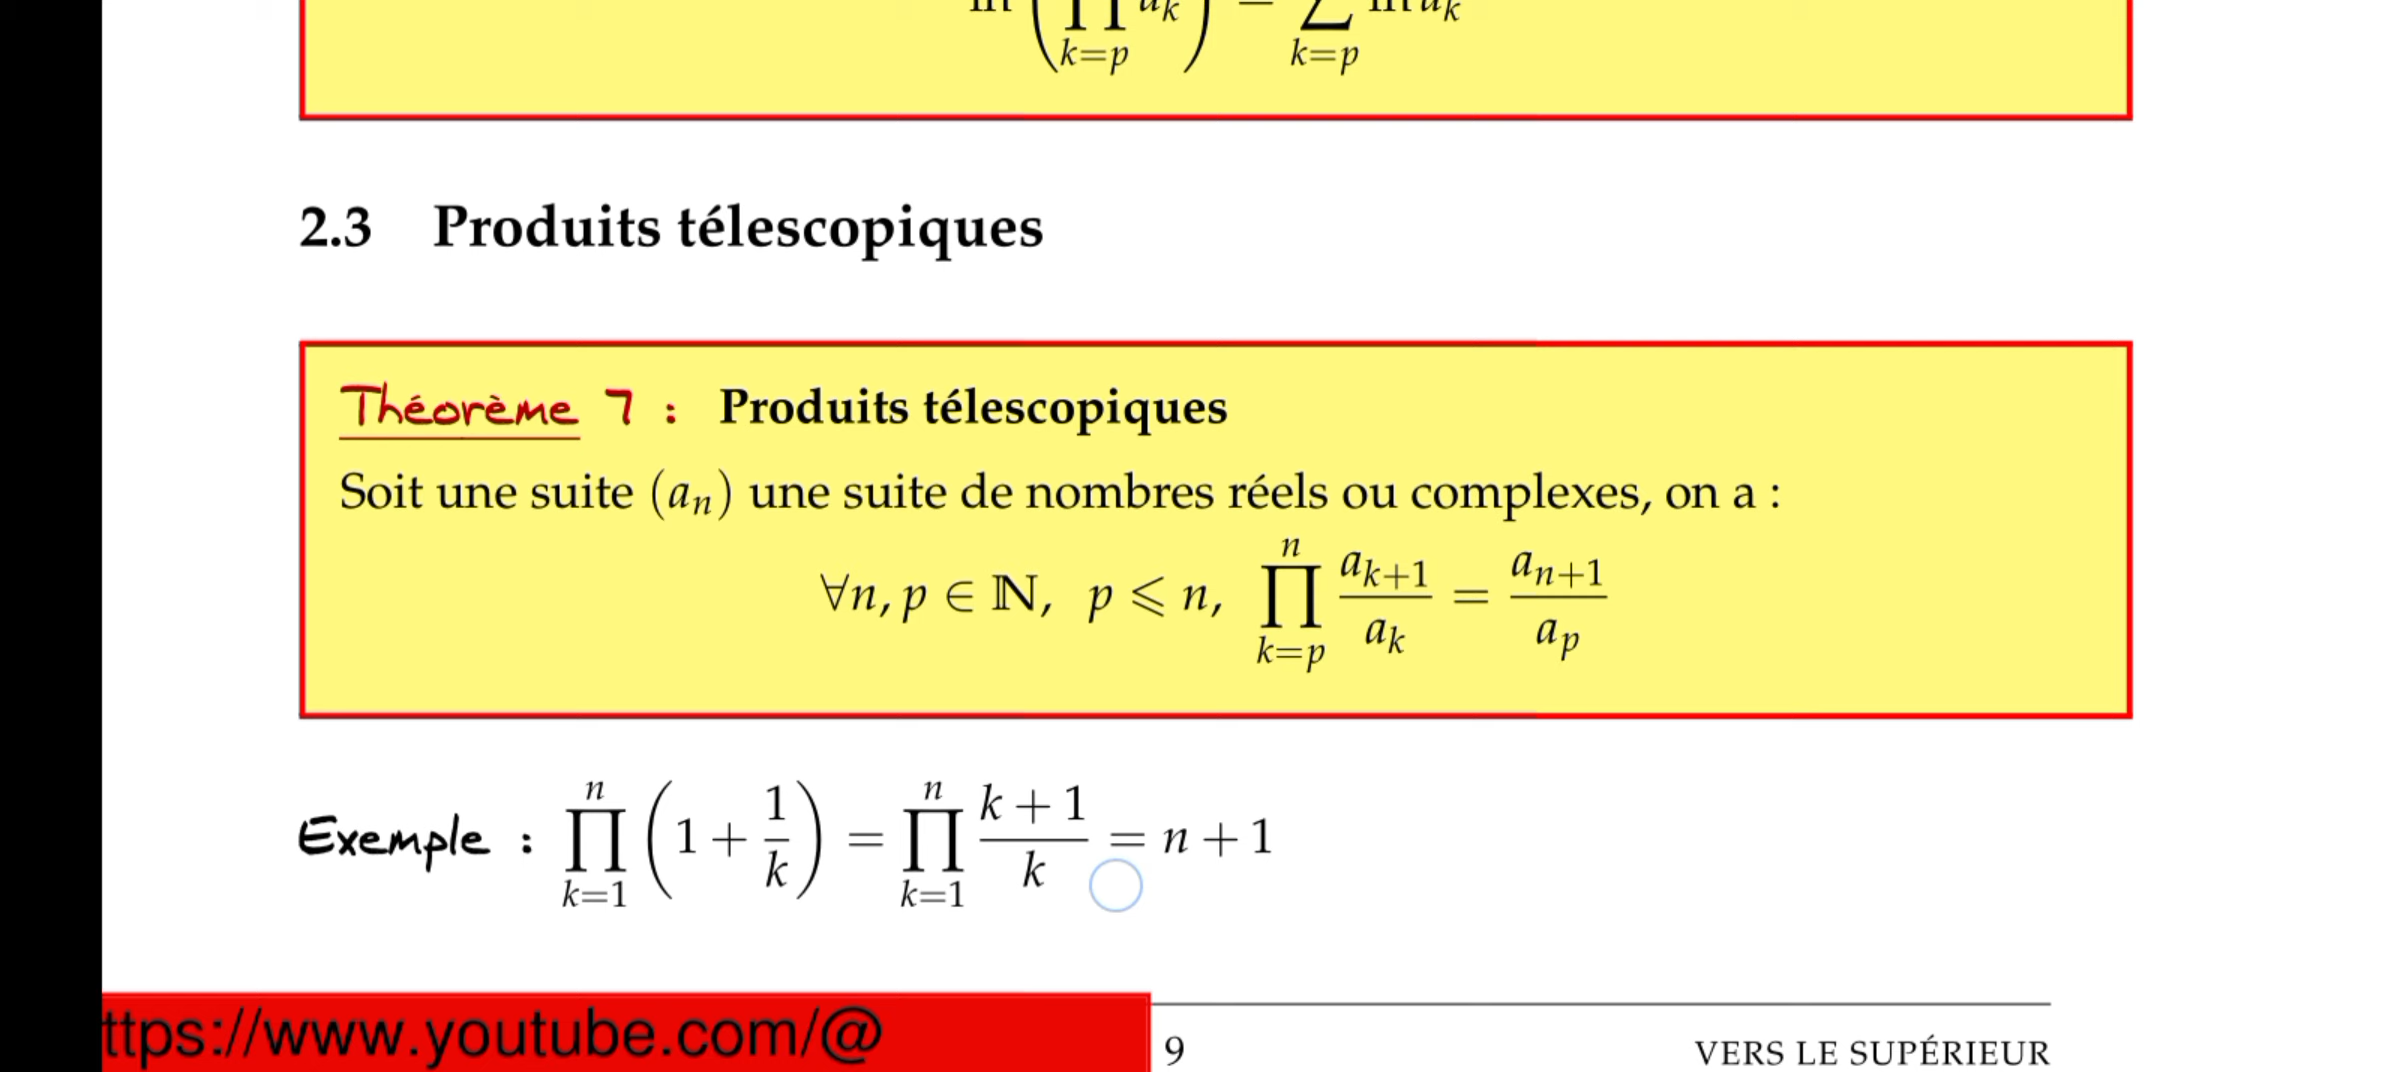 k=p k=p
2.3 Produits télescopiques
Théorème 7 : Produits télescopiques
Soit une suite (aₙ) une suite de nombres réels ou complexes, on a :
∀n, p ∈ ℕ, p ⩽ n, ∏_{k=p}^{n} a_{k+1}/a_k = a_{n+1}/a_p
Exemple : ∏_{k=1}^{n} (1 + 1/k) = ∏_{k=1}^{n} (k+1)/k = n + 1
ttps://www.youtube.com/@
9 VERS LE SUPÉRIEUR